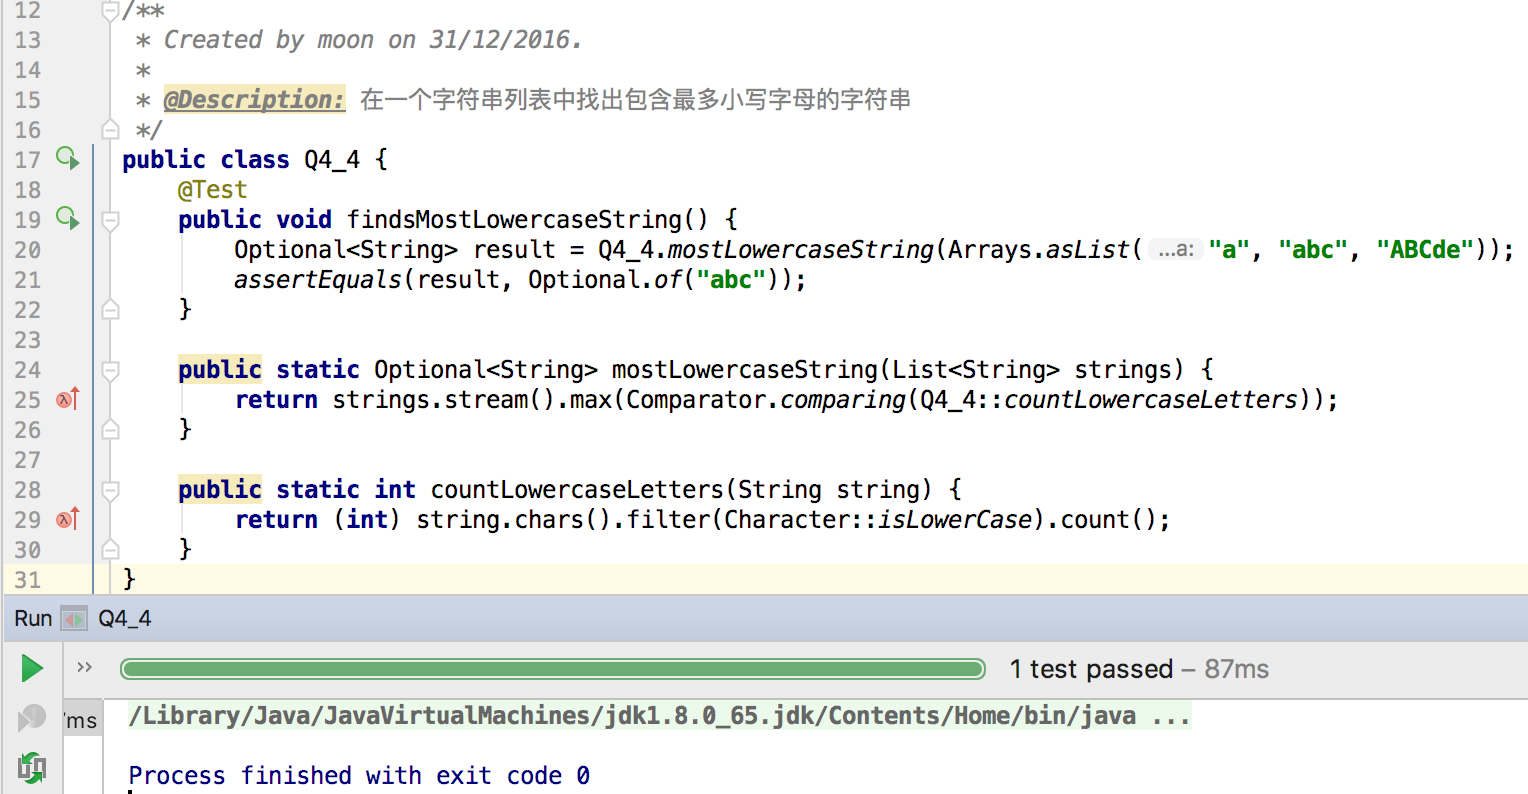 12 /**
13  * Created by moon on 31/12/2016.
14  *
15  * @Description: 在一个字符串列表中找出包含最多小写字母的字符串
16  */
17 public class Q4_4 {
18     @Test
19     public void findsMostLowercaseString() {
20         Optional<String> result = Q4_4.mostLowercaseString(Arrays.asList( ...a: "a", "abc", "ABCde"));
21         assertEquals(result, Optional.of("abc"));
22     }
23
24     public static Optional<String> mostLowercaseString(List<String> strings) {
25         return strings.stream().max(Comparator.comparing(Q4_4::countLowercaseLetters));
26     }
27
28     public static int countLowercaseLetters(String string) {
29         return (int) string.chars().filter(Character::isLowerCase).count();
30     }
31 }
Run Q4_4
>> 1 test passed – 87ms
ms /Library/Java/JavaVirtualMachines/jdk1.8.0_65.jdk/Contents/Home/bin/java ...
Process finished with exit code 0